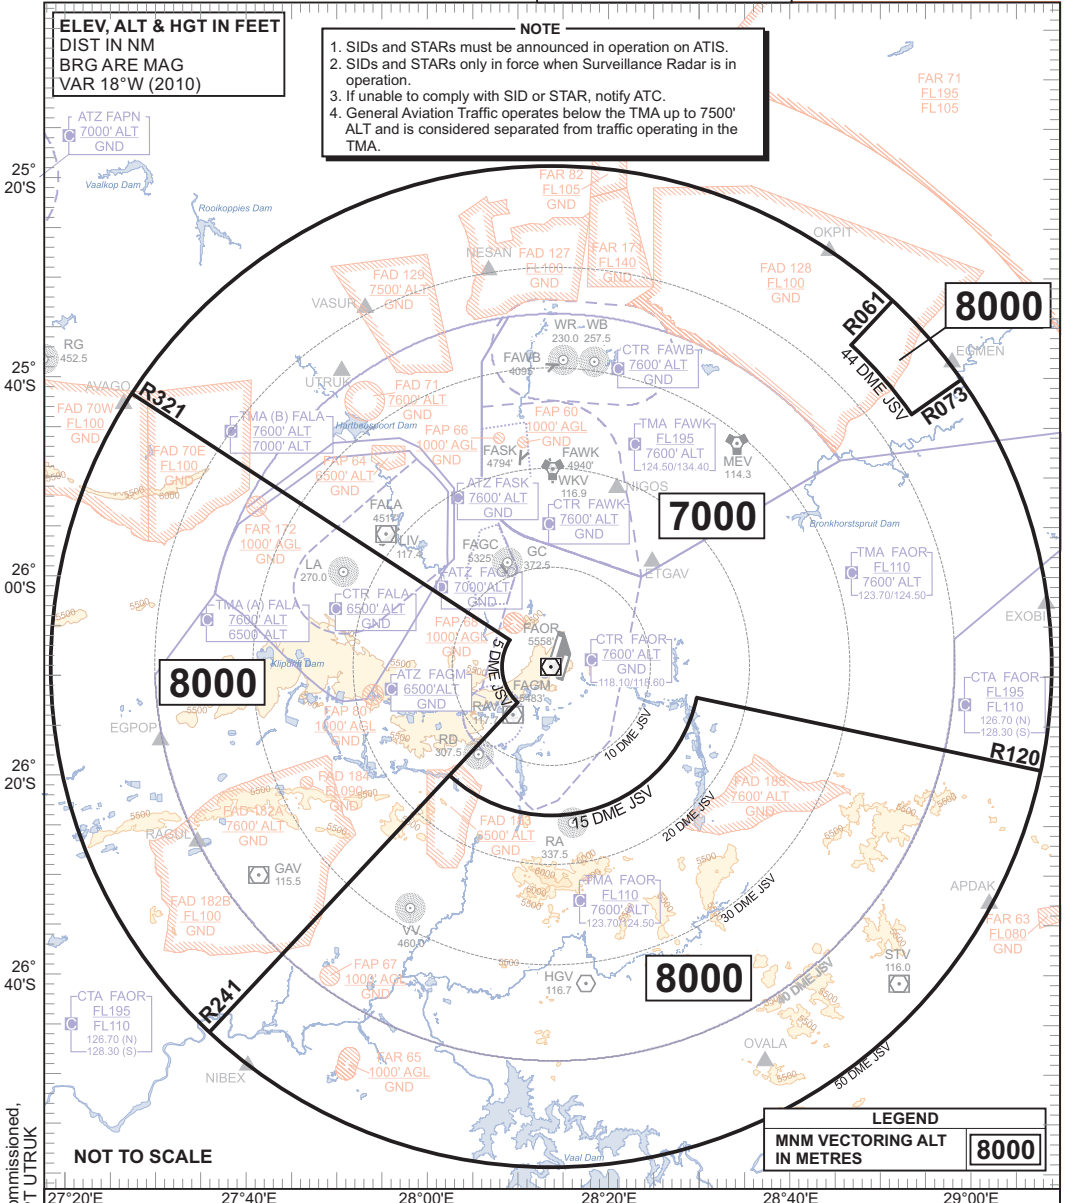 ELEV, ALT & HGT IN FEET
DIST IN NM
BRG ARE MAG
VAR 18°W (2010)
NOTE
1. SIDs and STARs must be announced in operation on ATIS.
2. SIDs and STARs only in force when Surveillance Radar is in
operation.
3. If unable to comply with SID or STAR, notify ATC.
4. General Aviation Traffic operates below the TMA up to 7500'
ALT and is considered separated from traffic operating in the
TMA.
FAR 71
FL195
FL105
ATZ FAPN
C 7000' ALT
GND
25°
20'S
Vaalkop Dam
Rooikoppies Dam
FAR 82
FL105
GND
OKPIT
NESAN
FAD 127
FL100
GND
FAR 171
FL140
GND
FAD 128
FL100
GND
FAD 129
7500' ALT
GND
VASUR
R061
8000
EGMEN
44 DME JSV
R073
RG
452.5
WR
230.0
WB
257.5
FAWB
4095'
CTR FAWB
C 7600' ALT
GND
25°
40'S
UTRUK
AVAGO
R321
FAD 71
7600' ALT
GND
FAD 70W
FL100
GND
TMA (B) FALA
C 7600' ALT
7000' ALT
Hartbeespoort Dam
FAP 66
1000' AGL
GND
FAP 60
1000' AGL
GND
TMA FAWK
C FL195
7600' ALT
124.50/134.40
MEV
114.3
FAD 70E
FL100
GND
5500
6000
FAP 64
6500' ALT
GND
FASK
4794'
FAWK
4940'
WKV
116.9
NIGOS
ATZ FASK
C 7600' ALT
GND
CTR FAWK
C 7600' ALT
GND
7000
Bronkhorstspruit Dam
FAR 172
1000' AGL
GND
FALA
4517'
LIV
117.4
FAGC
5325'
GC
372.5
ETGAV
TMA FAOR
C FL110
7600' ALT
123.70/124.50
26°
00'S
LA
270.0
ATZ FAGC
C 7000' ALT
GND
CTR FALA
C 6500' ALT
GND
EXOBI
5500
TMA (A) FALA
C 7600' ALT
6500' ALT
FAP 68
1000' AGL
GND
FAOR
5558'
CTR FAOR
C 7600' ALT
GND
118.10/118.60
5 DME JSV
Klipdrift Dam
8000
5500
ATZ FAGM
C 6500'ALT
GND
FAGM
5483'
RAV
CTA FAOR
C FL195
FL110
126.70 (N)
128.30 (S)
5500
FAP 80
1000' AGL
GND
EGPOP
RD
307.5
10 DME JSV
R120
26°
20'S
FAD 184
FL090
GND
FAD 185
7600' ALT
GND
5500
FAD 182A
7600' ALT
GND
RAGUL
15 DME JSV
20 DME JSV
RA
337.5
GAV
115.5
5500
6000
TMA FAOR
C FL110
7600' ALT
123.70/124.50
30 DME JSV
APDAK
FAD 182B
FL100
GND
VV
460.0
FAR 63
FL080
GND
26°
40'S
FAP 67
1000' AGL
GND
5500
HGV
116.7
8000
STV
116.0
40 DME JSV
R241
CTA FAOR
C FL195
FL110
126.70 (N)
128.30 (S)
NIBEX
FAR 65
1000' AGL
GND
OVALA
5500
50 DME JSV
NOT TO SCALE
Vaal Dam
LEGEND
MNM VECTORING ALT
IN METRES
8000
27°20'E 27°40'E 28°00'E 28°20'E 28°40'E 29°00'E
UTRUK